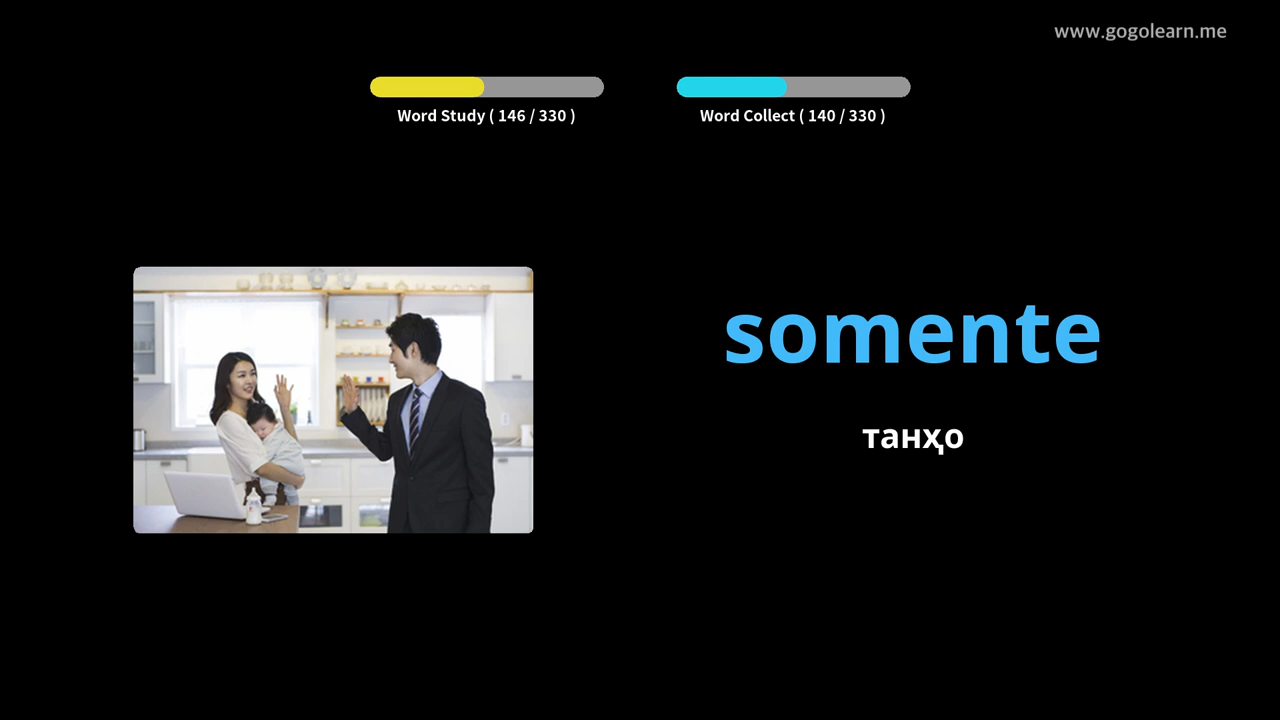 www.gogolearn.me
Word Study ( 146 / 330 )
Word Collect ( 140 / 330 )
somente
танҳо